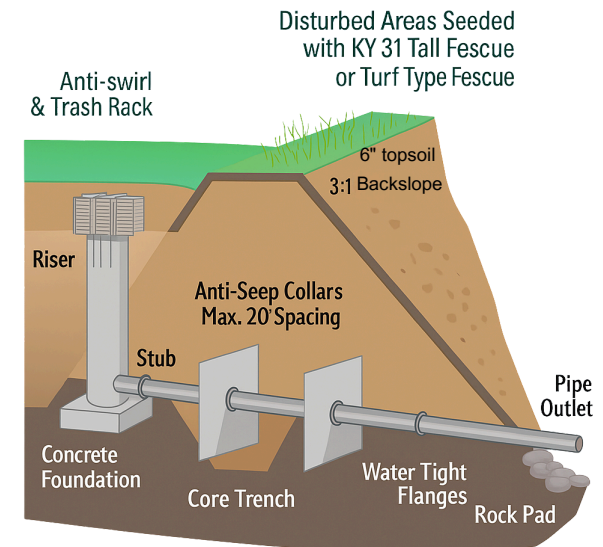 Disturbed Areas Seeded
with KY 31 Tall Fescue
or Turf Type Fescue
Anti-swirl
& Trash Rack
6" topsoil
3:1 Backslope
Riser
Anti-Seep Collars
Max. 20' Spacing
Stub
Pipe
Outlet
Concrete
Foundation
Core Trench
Water Tight
Flanges
Rock Pad